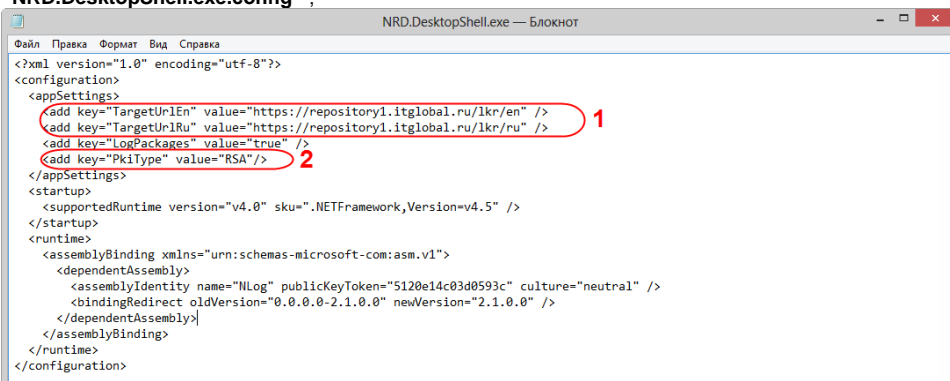 NRD.DesktopShell.exe.config" ;
NRD.DesktopShell.exe — Блокнот
Файл Правка Формат Вид Справка
<?xml version="1.0" encoding="utf-8"?>
<configuration>
<appSettings>
<add key="TargetUrlEn" value="https://repository1.itglobal.ru/lkr/en" />
1
<add key="TargetUrlRu" value="https://repository1.itglobal.ru/lkr/ru" />
<add key="LogPackages" value="true" />
<add key="PkiType" value="RSA"/>
2
</appSettings>
<startup>
<supportedRuntime version="v4.0" sku=".NETFramework,Version=v4.5" />
</startup>
<runtime>
<assemblyBinding xmlns="urn:schemas-microsoft-com:asm.v1">
<dependentAssembly>
<assemblyIdentity name="NLog" publicKeyToken="5120e14c03d0593c" culture="neutral" />
<bindingRedirect oldVersion="0.0.0.0-2.1.0.0" newVersion="2.1.0.0" />
</dependentAssembly>
</assemblyBinding>
</runtime>
</configuration>